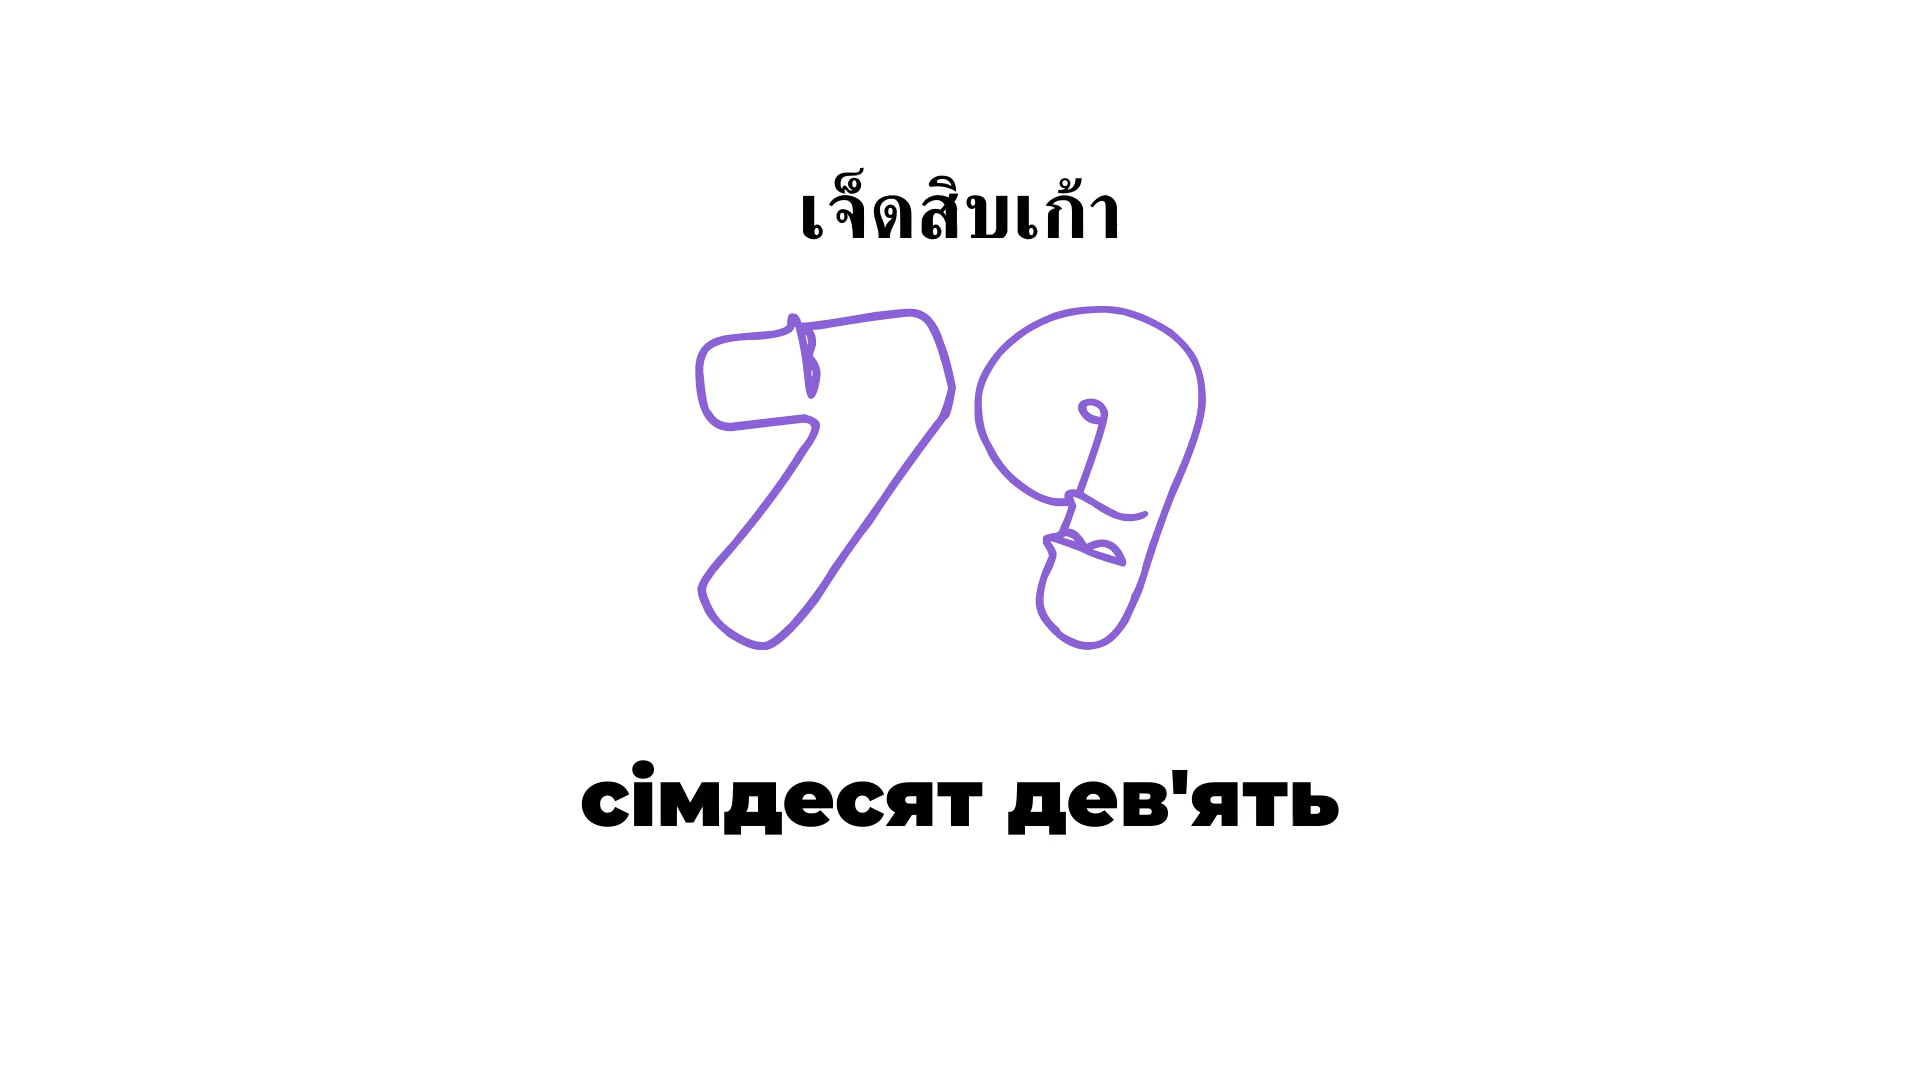 เจ็ดสิบเก้า
79
сімдесят дев'ять